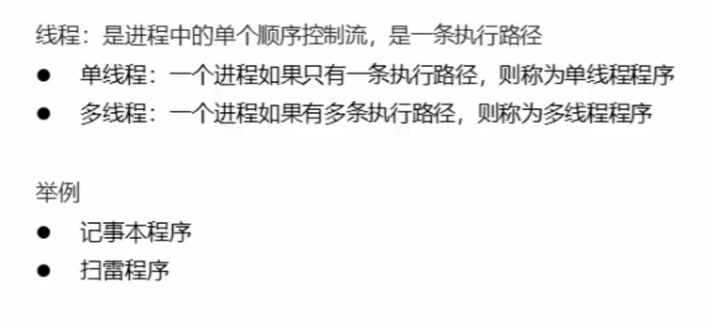 线程：是进程中的单个顺序控制流，是一条执行路径
● 单线程：一个进程如果只有一条执行路径，则称为单线程程序
● 多线程：一个进程如果有多条执行路径，则称为多线程程序
举例
● 记事本程序
● 扫雷程序